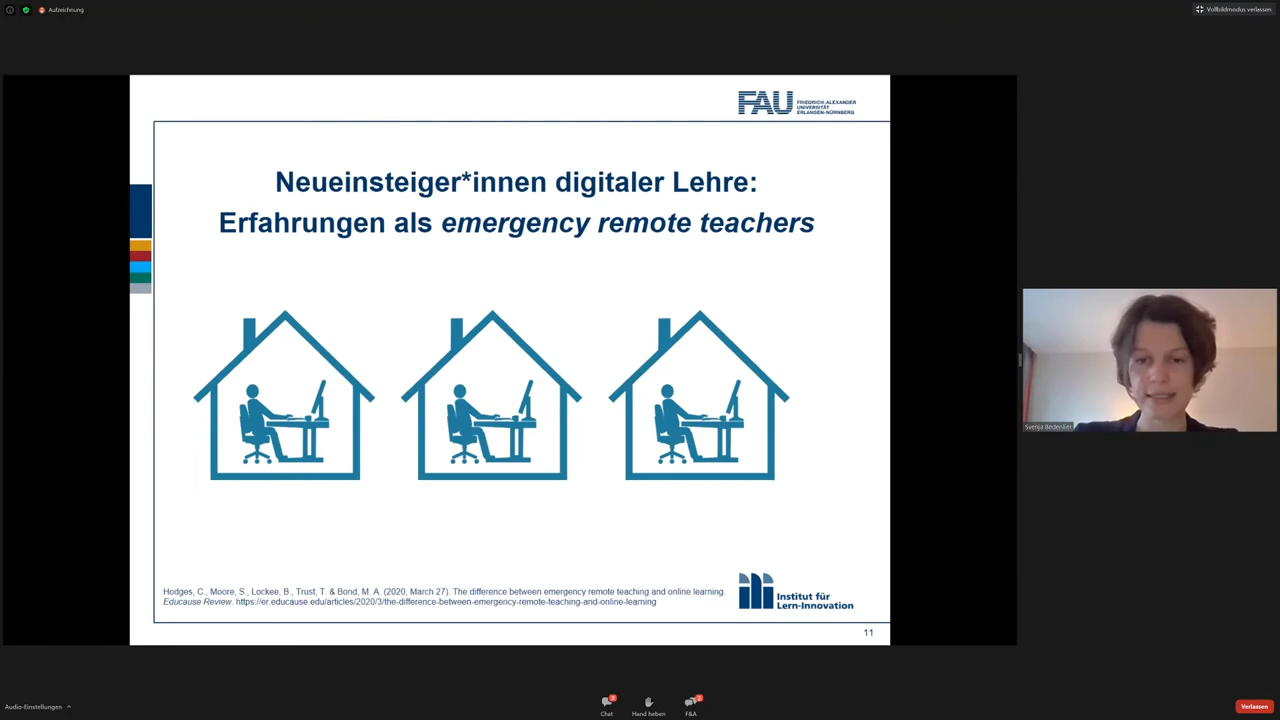 Aufzeichnung
Vollbildmodus verlassen
FAU
FRIEDRICH-ALEXANDER
UNIVERSITÄT
ERLANGEN-NÜRNBERG
Neueinsteiger*innen digitaler Lehre:
Erfahrungen als emergency remote teachers
Svenja Bedenlier
Hodges, C., Moore, S., Lockee, B., Trust, T. & Bond, M. A. (2020, March 27). The difference between emergency remote teaching and online learning.
Educause Review. https://er.educause.edu/articles/2020/3/the-difference-between-emergency-remote-teaching-and-online-learning
Institut für
Lern-Innovation
11
Audio-Einstellungen
3
Chat
Hand heben
2
F&A
Verlassen